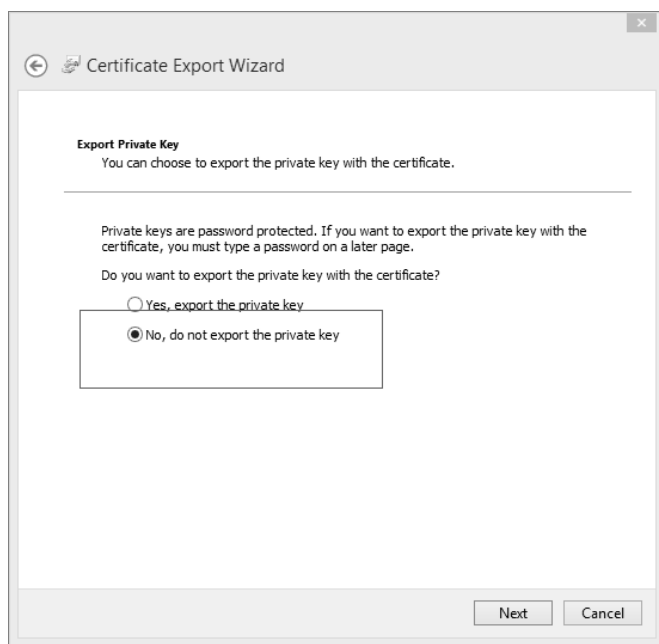 Certificate Export Wizard
Export Private Key
You can choose to export the private key with the certificate.
Private keys are password protected. If you want to export the private key with the
certificate, you must type a password on a later page.
Do you want to export the private key with the certificate?
Yes, export the private key
No, do not export the private key
Next
Cancel